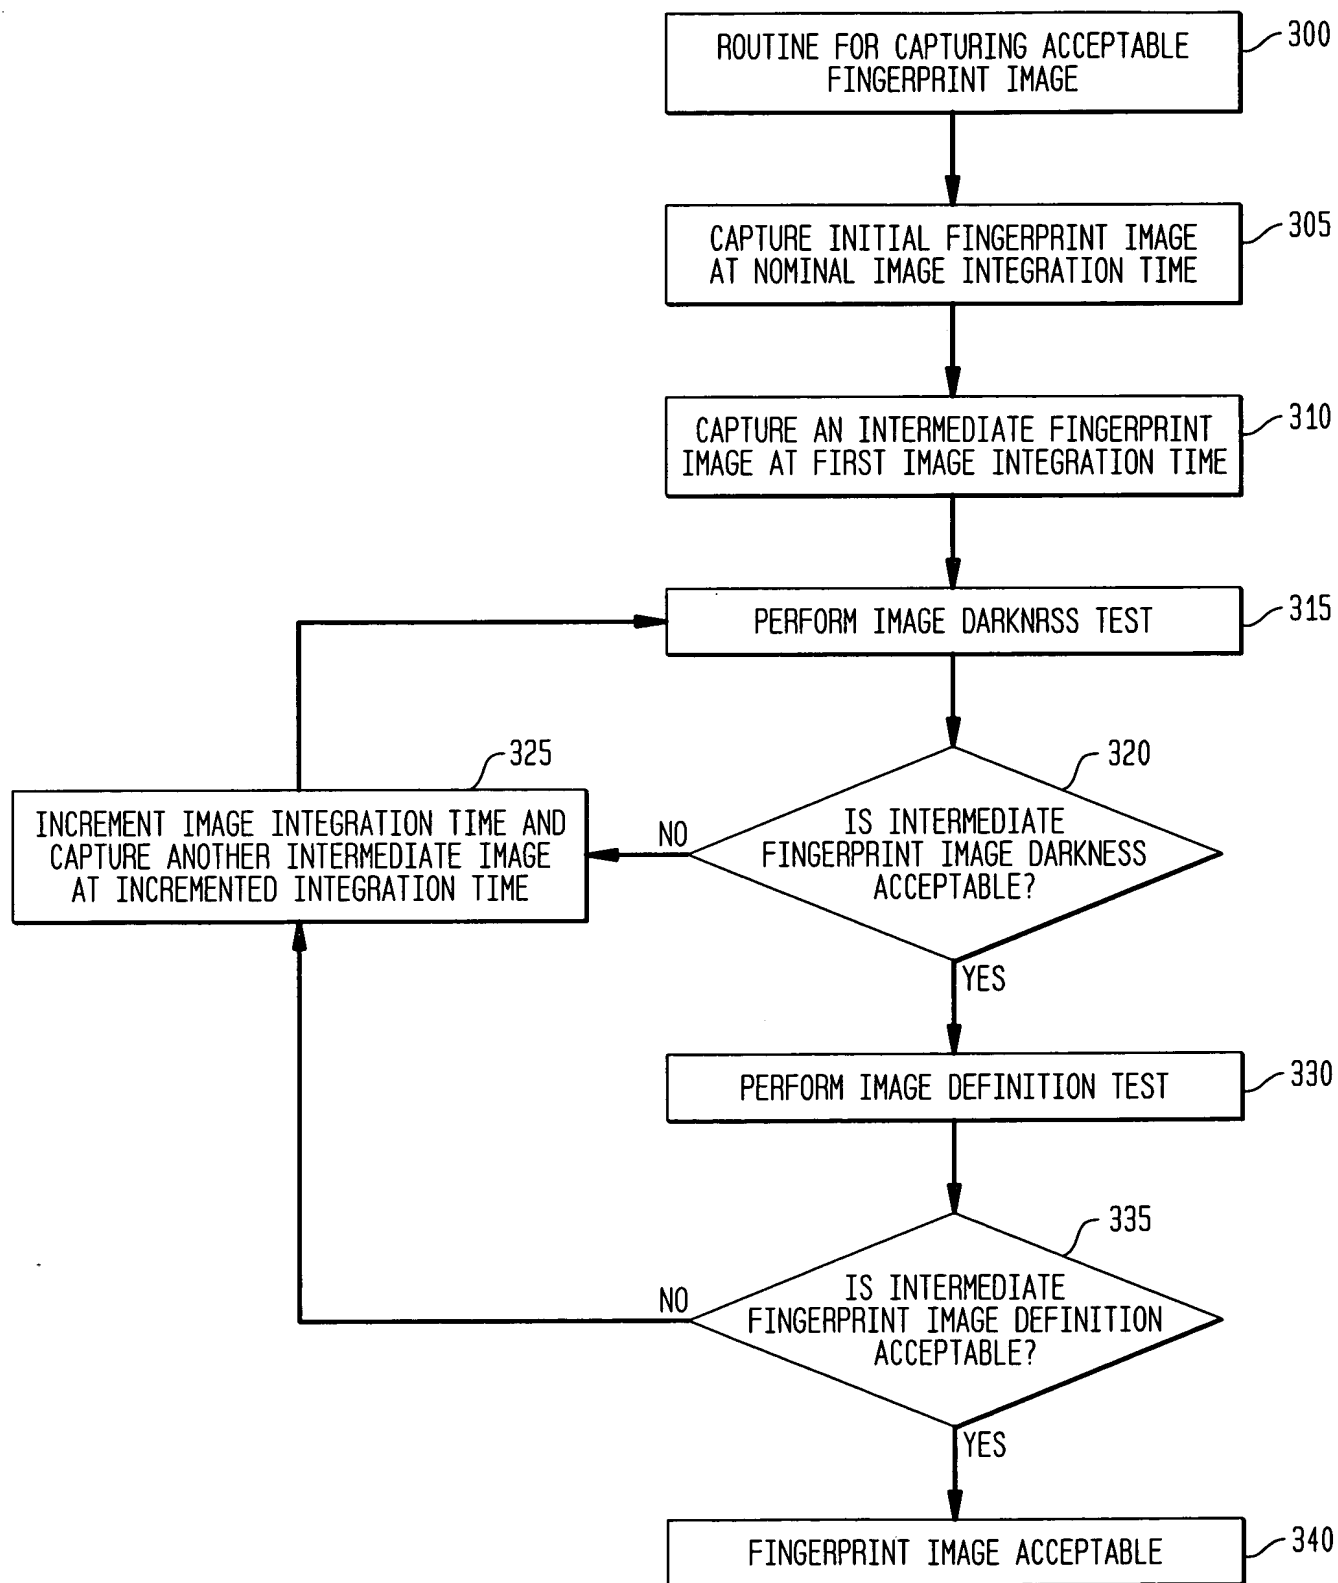 ROUTINE FOR CAPTURING ACCEPTABLE
FINGERPRINT IMAGE
300
CAPTURE INITIAL FINGERPRINT IMAGE
AT NOMINAL IMAGE INTEGRATION TIME
305
CAPTURE AN INTERMEDIATE FINGERPRINT
IMAGE AT FIRST IMAGE INTEGRATION TIME
310
PERFORM IMAGE DARKNRSS TEST
315
IS INTERMEDIATE
FINGERPRINT IMAGE DARKNESS
ACCEPTABLE?
320
NO
325
INCREMENT IMAGE INTEGRATION TIME AND
CAPTURE ANOTHER INTERMEDIATE IMAGE
AT INCREMENTED INTEGRATION TIME
YES
PERFORM IMAGE DEFINITION TEST
330
IS INTERMEDIATE
FINGERPRINT IMAGE DEFINITION
ACCEPTABLE?
335
NO
YES
FINGERPRINT IMAGE ACCEPTABLE
340